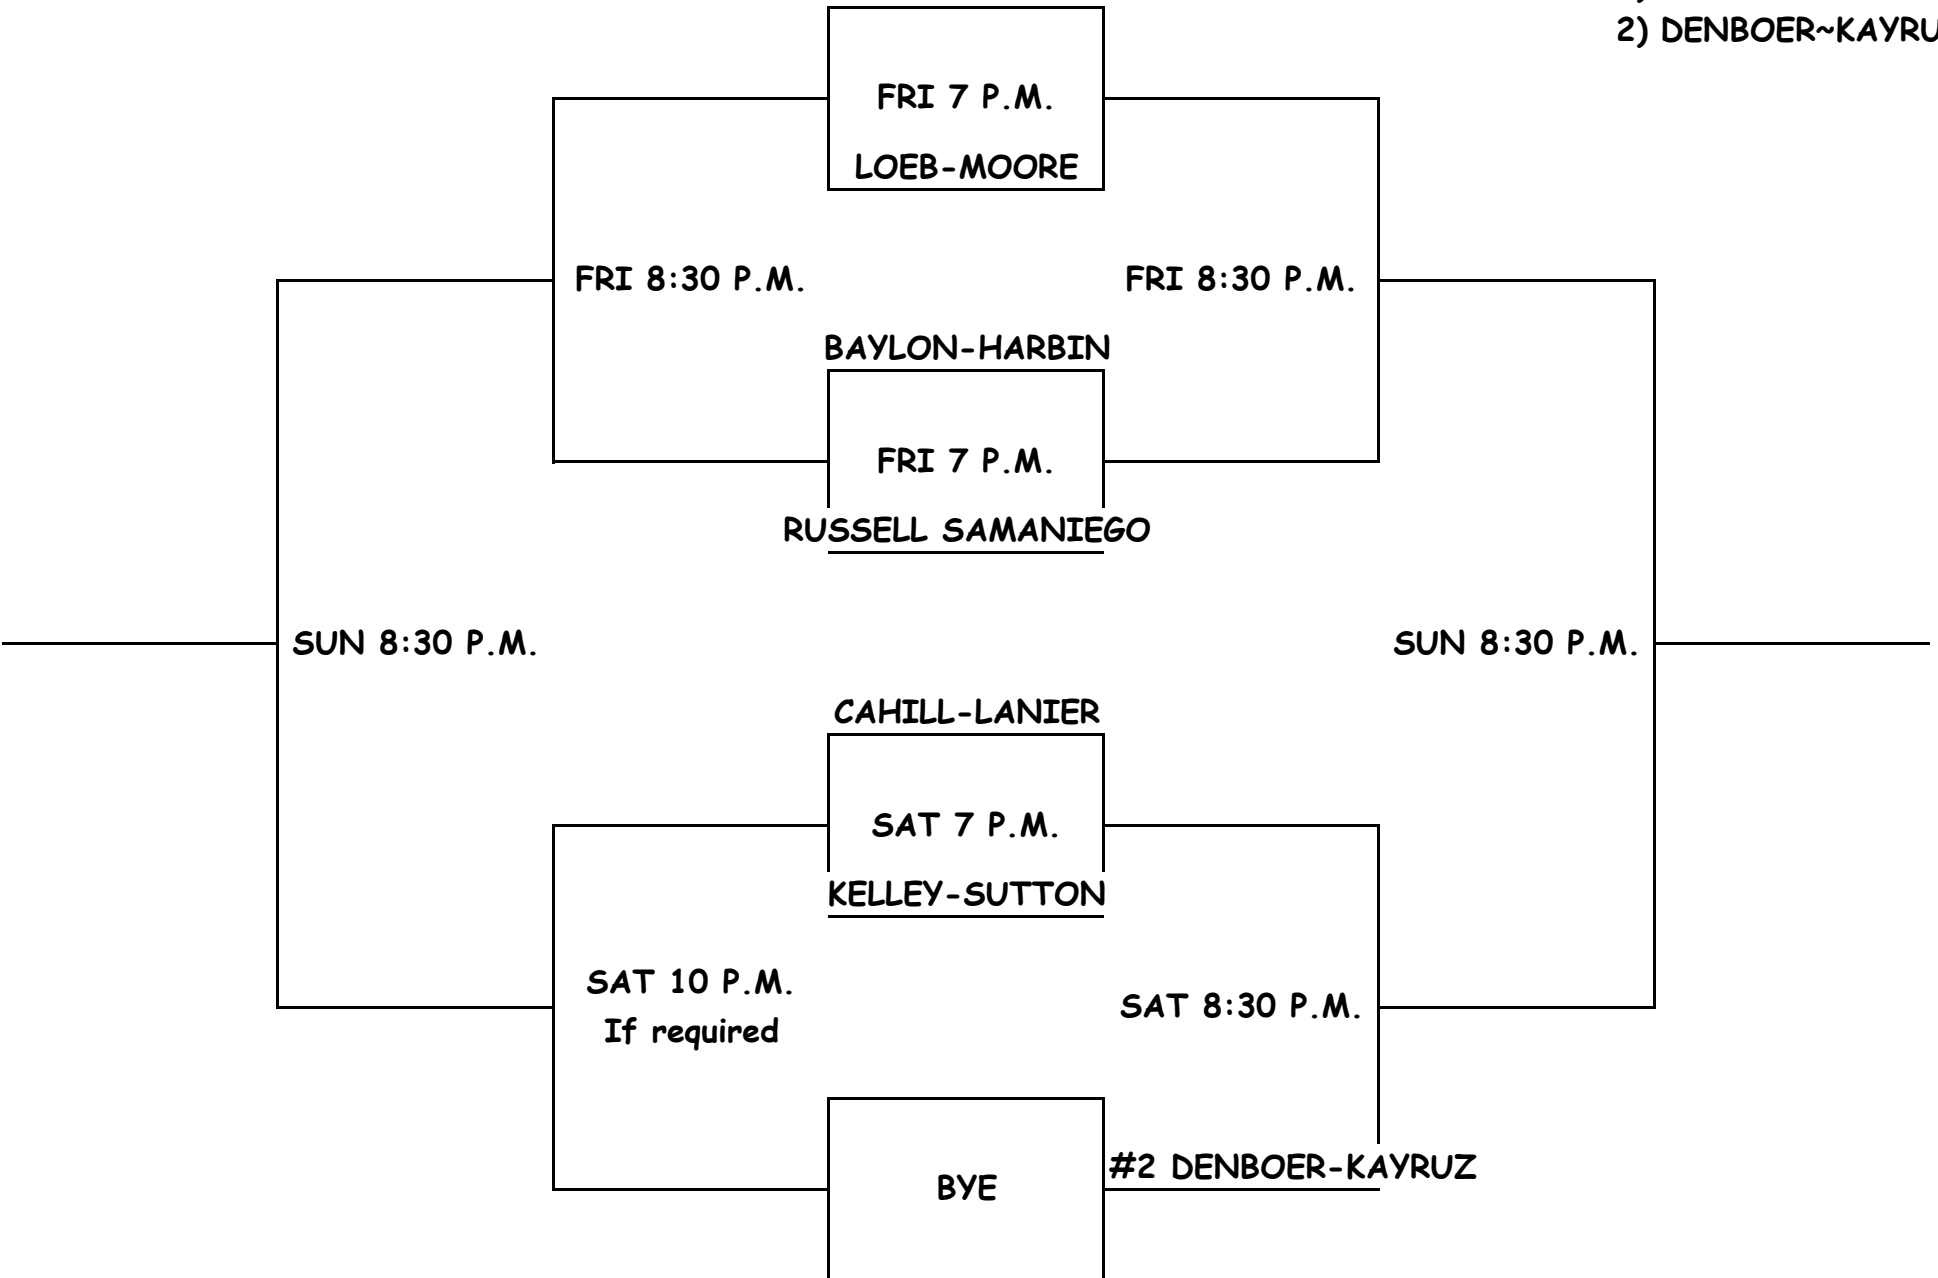 2) DENBOER~KAYRU
FRI 7 P.M.
LOEB-MOORE
FRI 8:30 P.M.
FRI 8:30 P.M.
BAYLON-HARBIN
FRI 7 P.M.
RUSSELL SAMANIEGO
SUN 8:30 P.M.
SUN 8:30 P.M.
CAHILL-LANIER
SAT 7 P.M.
KELLEY-SUTTON
SAT 10 P.M.
If required
SAT 8:30 P.M.
#2 DENBOER-KAYRUZ
BYE